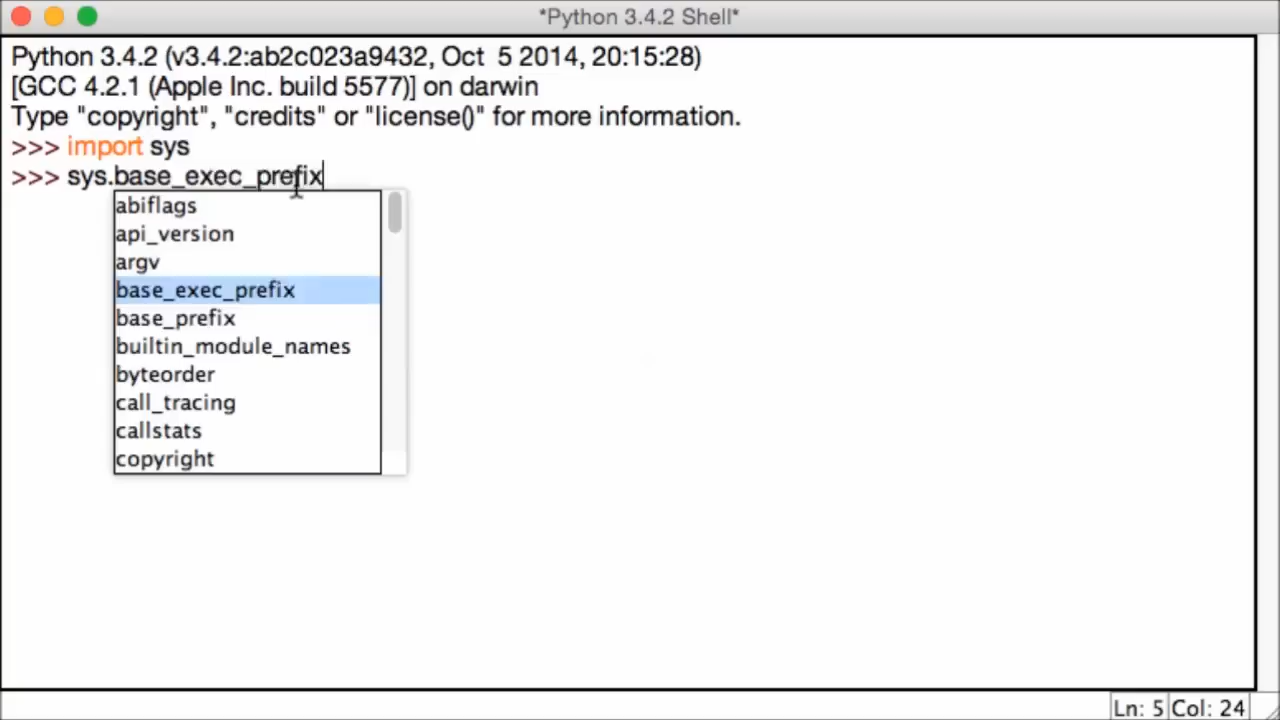 *Python 3.4.2 Shell*
Python 3.4.2 (v3.4.2:ab2c023a9432, Oct  5 2014, 20:15:28)
[GCC 4.2.1 (Apple Inc. build 5577)] on darwin
Type "copyright", "credits" or "license()" for more information.
>>> import sys
>>> sys.base_exec_prefix
abiflags
api_version
argv
base_exec_prefix
base_prefix
builtin_module_names
byteorder
call_tracing
callstats
copyright
Ln: 5 Col: 24